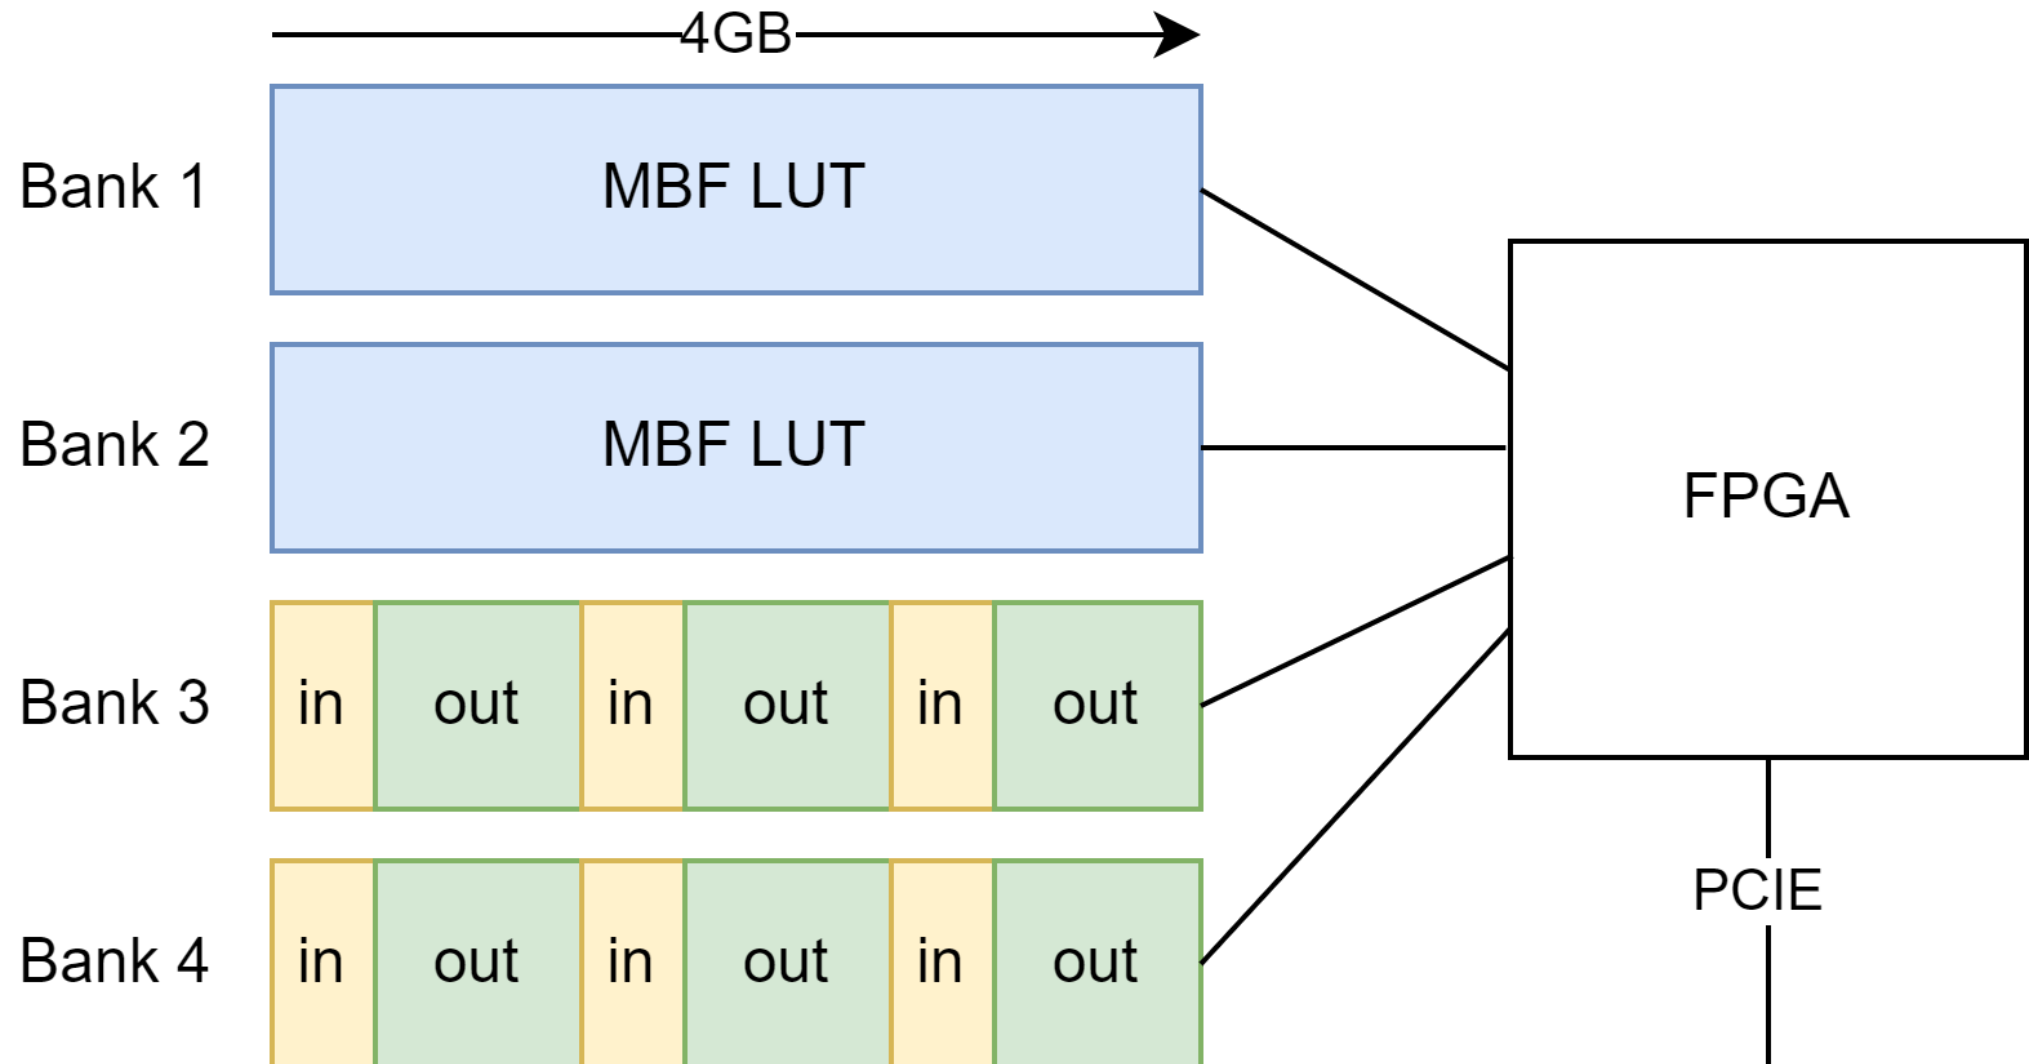 4GB
Bank 1 MBF LUT
Bank 2 MBF LUT
FPGA
Bank 3 in out in out in out
PCIE
Bank 4 in out in out in out